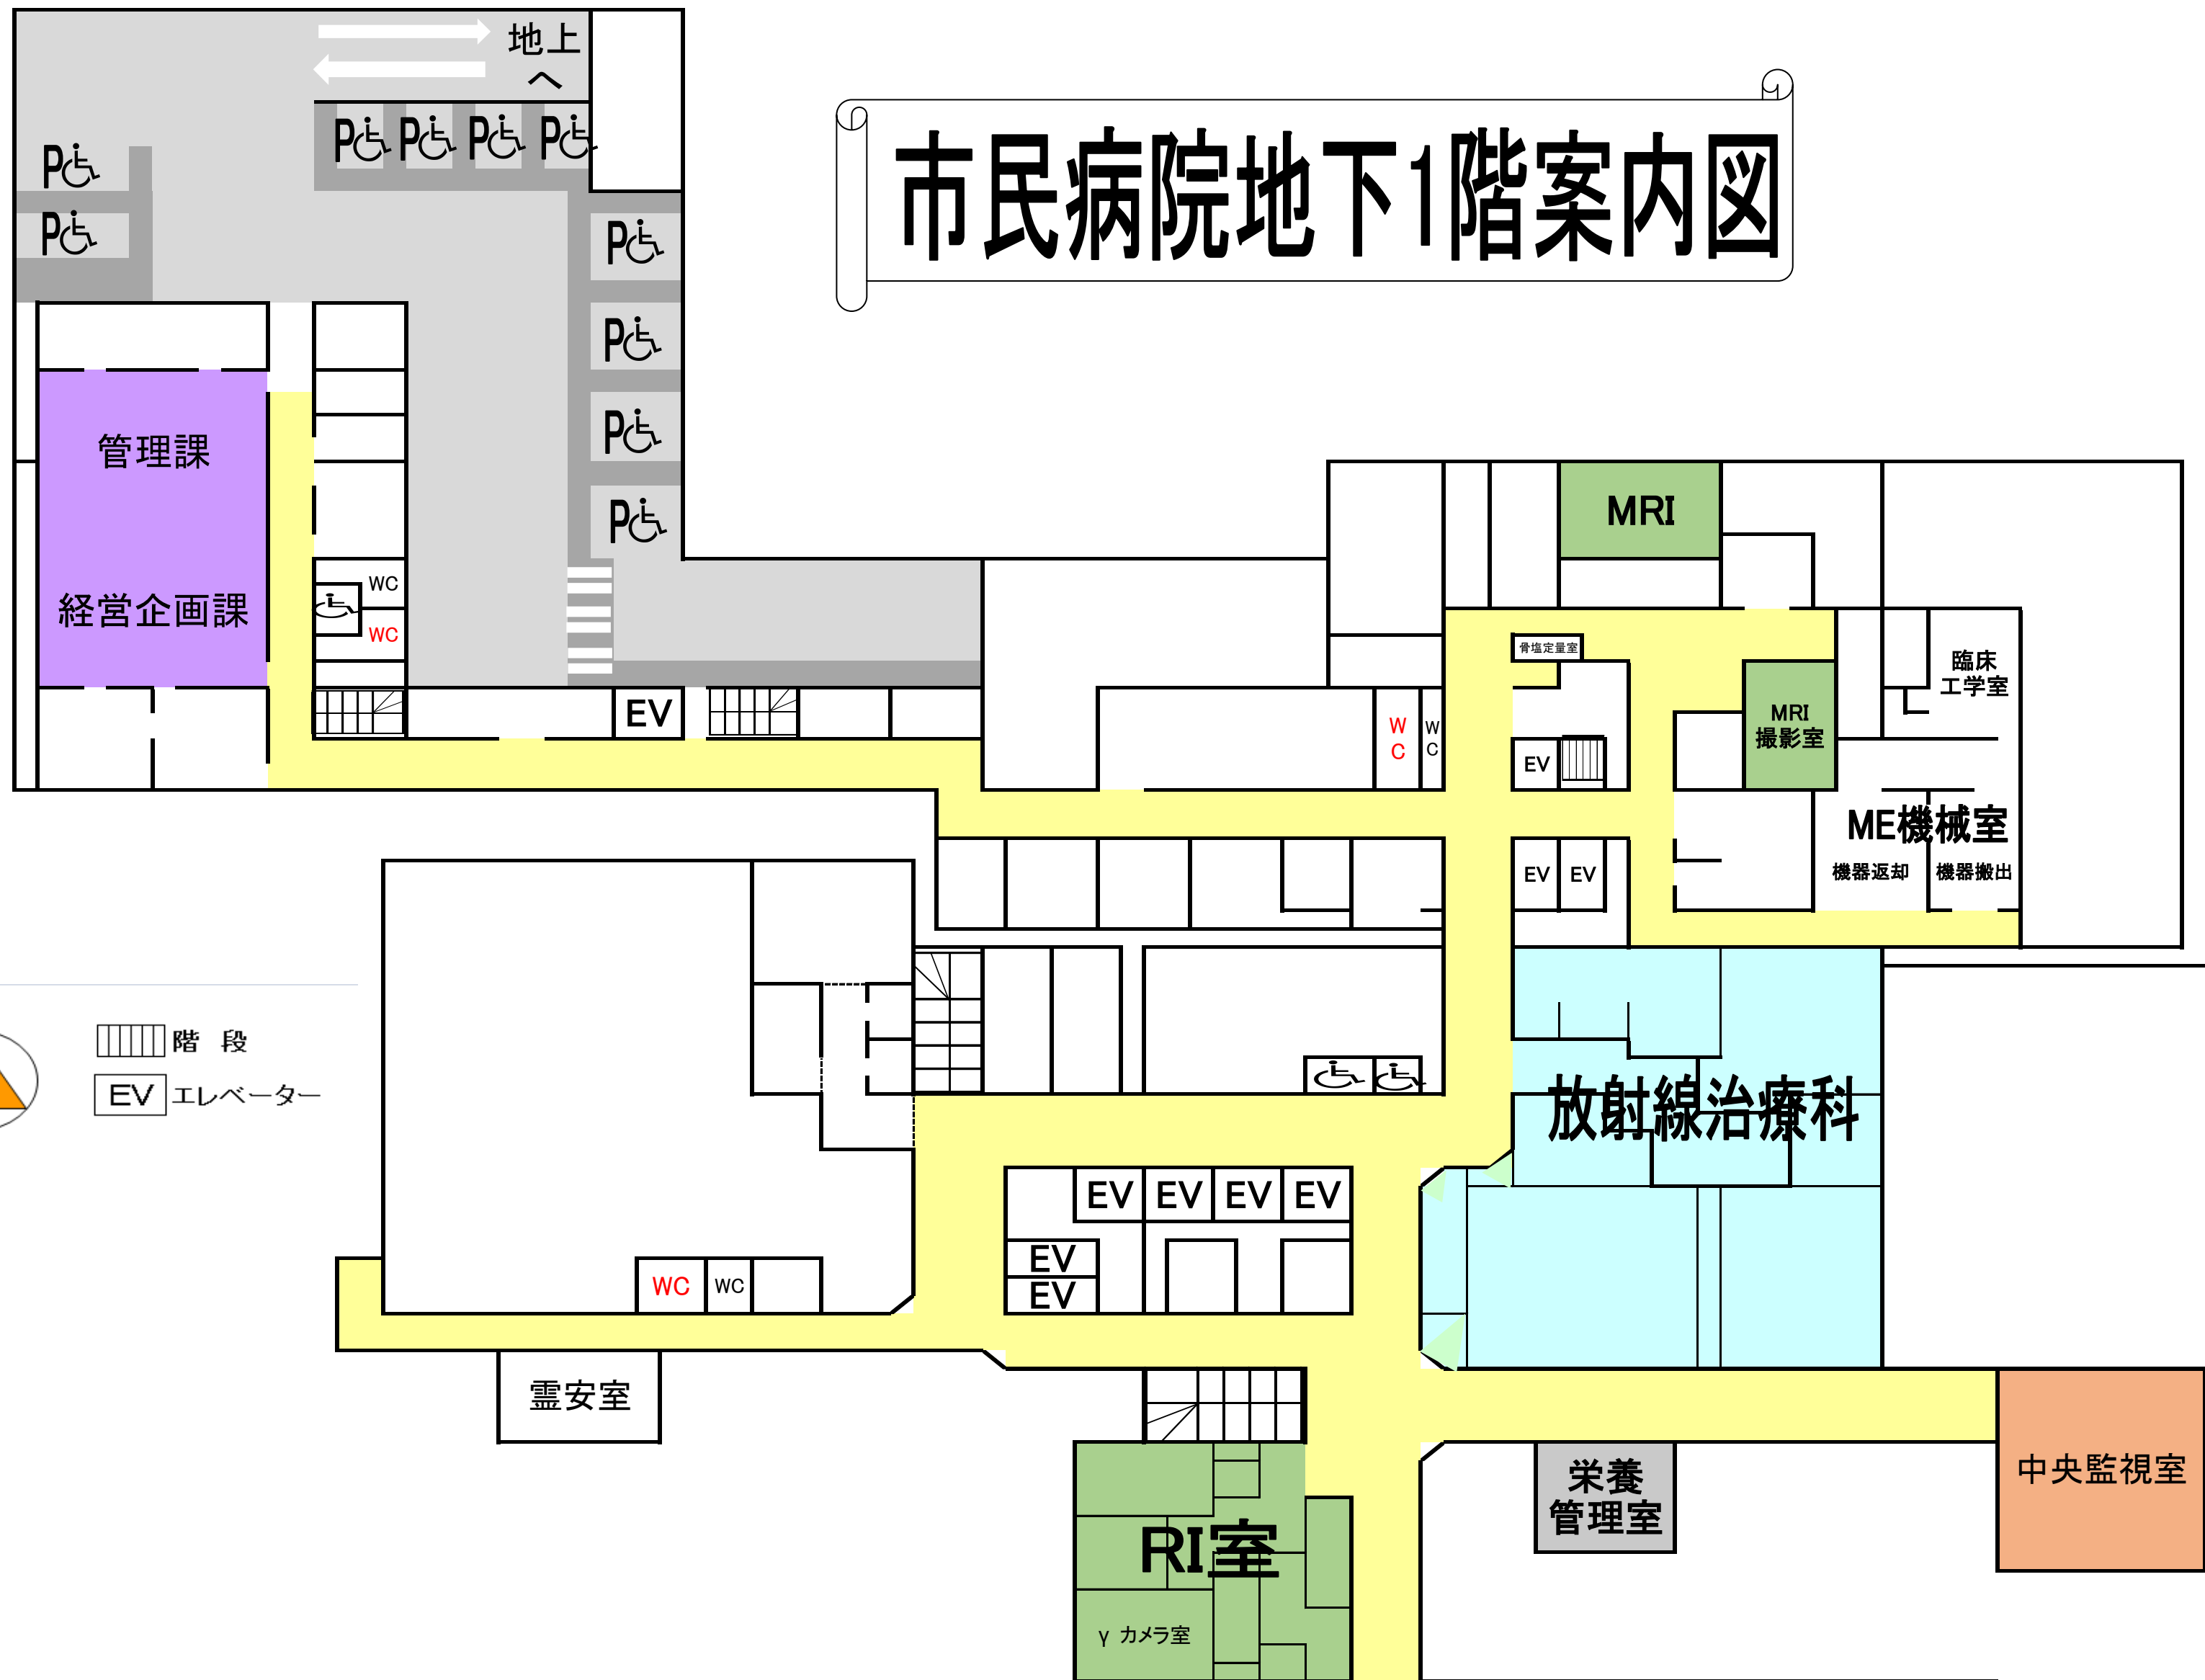 地上
へ
市民病院地下1階案内図
P
P
P
P
P
P
P
P
P
P
管理課
経営企画課
WC
WC
EV
MRI
骨塩定量室
臨床
工学室
MRI
撮影室
W
C
W
C
EV
ME機械室
機器返却
機器搬出
EV
EV
階 段
EV
エレベーター
放射線治療科
EV
EV
EV
EV
EV
EV
WC
WC
霊安室
栄養
管理室
中央監視室
RI室
γ カメラ室